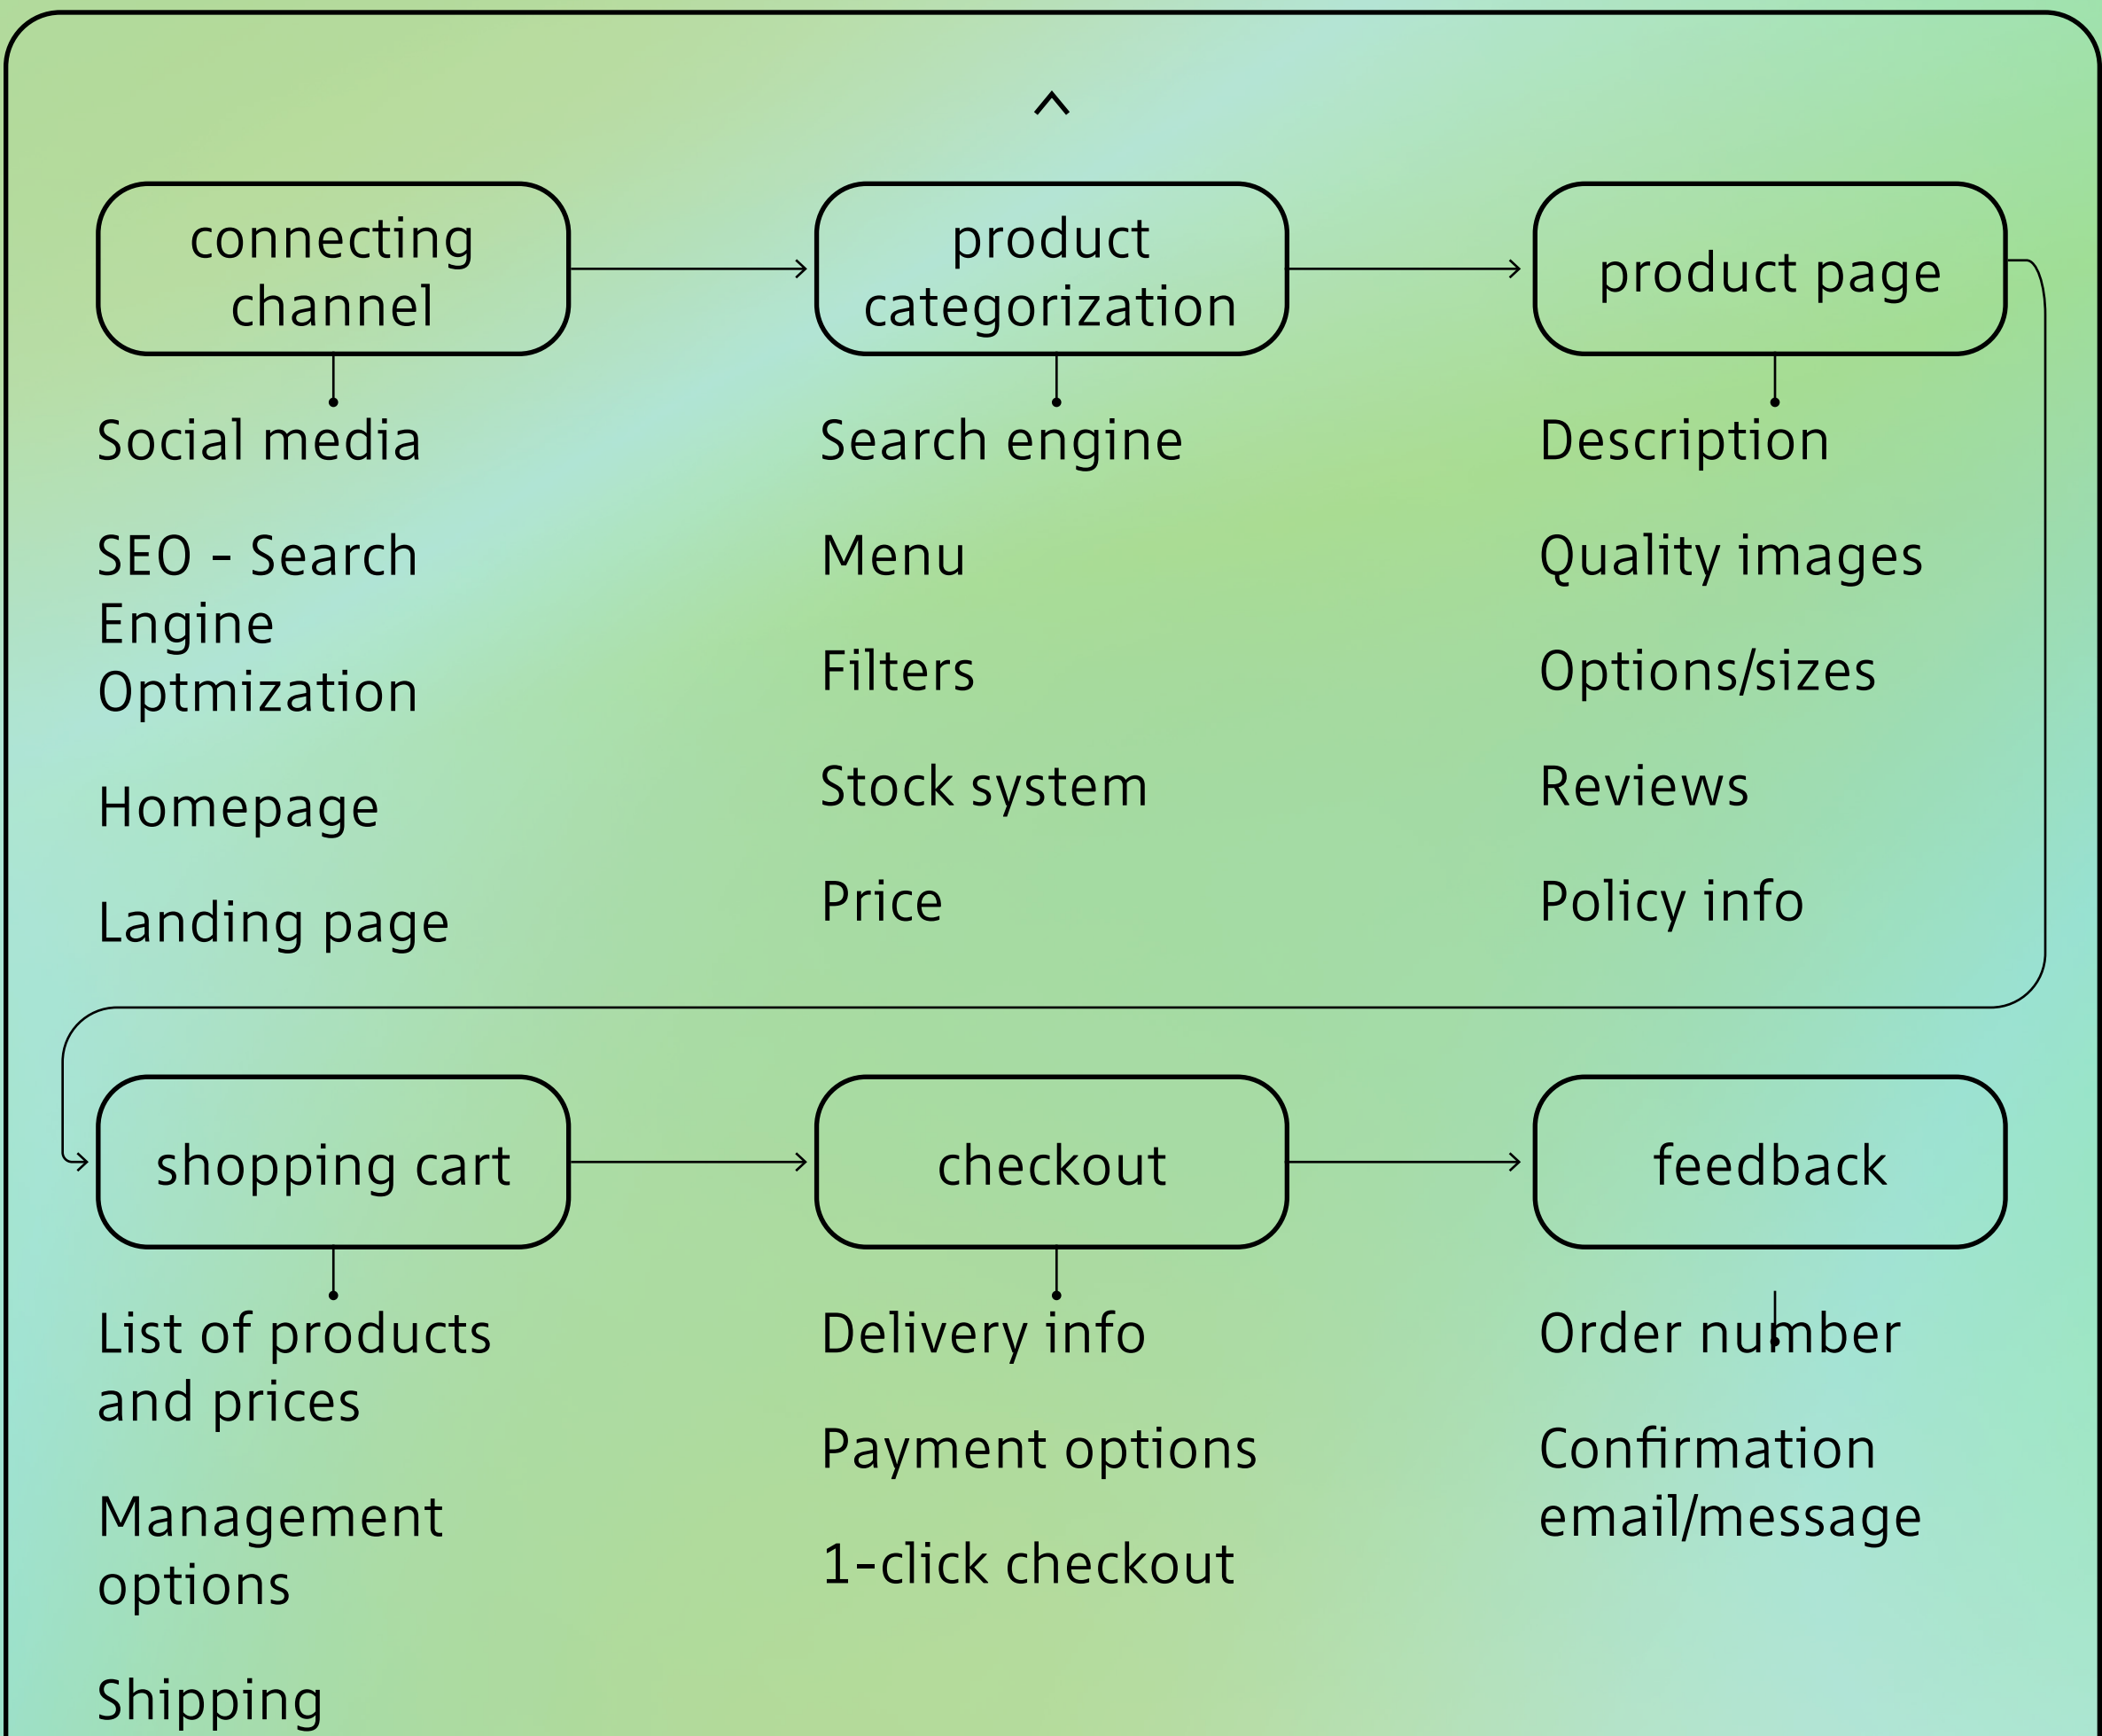 connecting
channel
Social media
SEO - Search
Engine
Optmization
Homepage
Landing page
product
categorization
Search engine
Menu
Filters
Stock system
Price
product page
Description
Quality images
Options/sizes
Reviews
Policy info
shopping cart
List of products
and prices
Management
options
Shipping
checkout
Delivery info
Payment options
1-click checkout
feedback
Order number
Confirmation
email/message